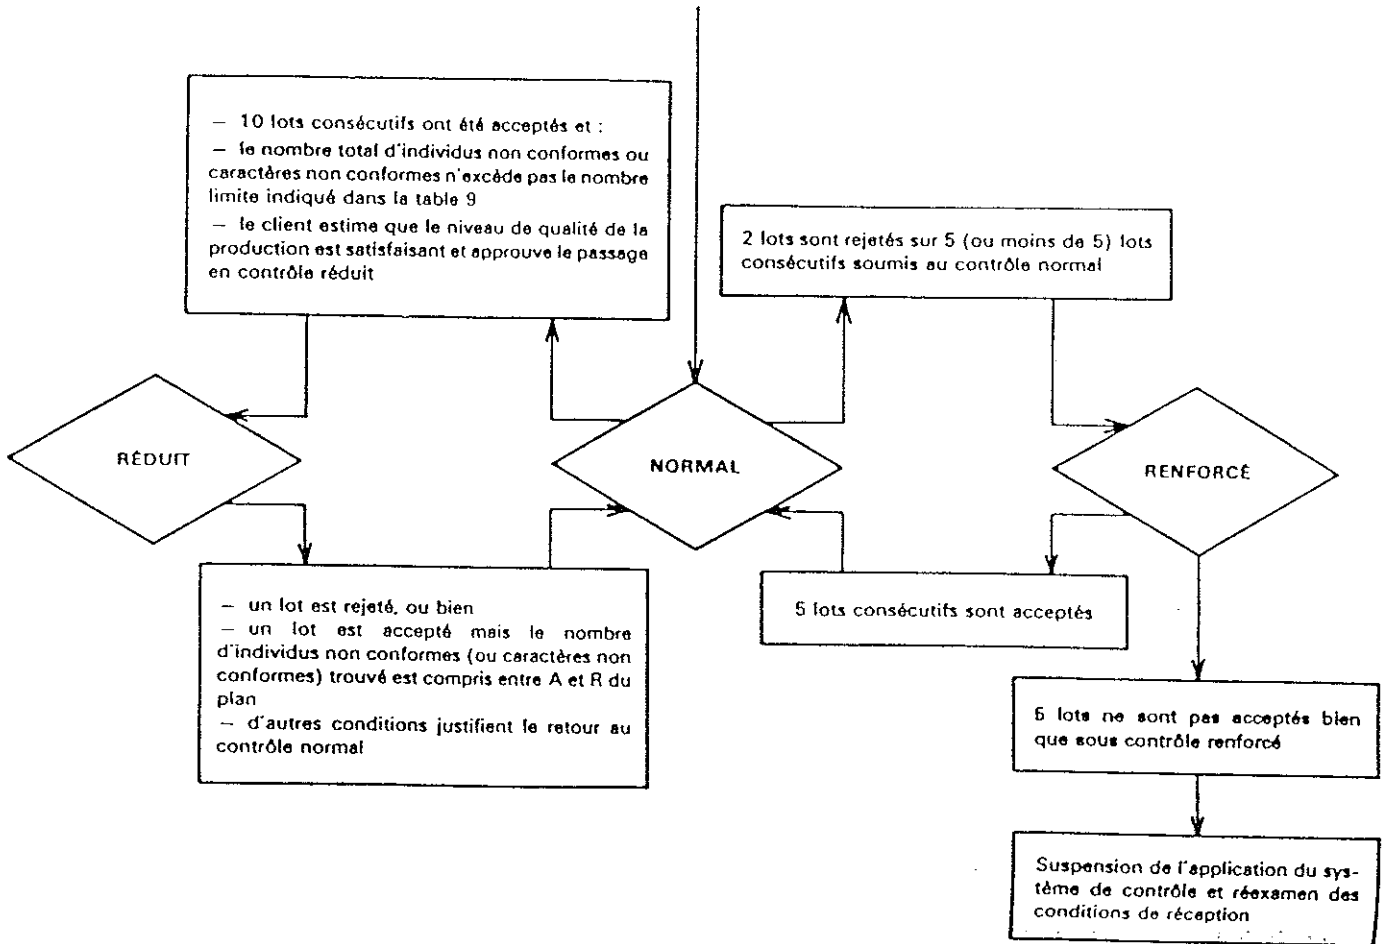 — 10 lots consécutifs ont été acceptés et :
— le nombre total d'individus non conformes ou
caractères non conformes n'excède pas le nombre
limite indiqué dans la table 9
— le client estime que le niveau de qualité de la
production est satisfaisant et approuve le passage
en contrôle réduit
2 lots sont rejetés sur 5 (ou moins de 5) lots
consécutifs soumis au contrôle normal
RÉDUIT
NORMAL
RENFORCÉ
— un lot est rejeté, ou bien
— un lot est accepté mais le nombre
d'individus non conformes (ou caractères non
conformes) trouvé est compris entre A et R du
plan
— d'autres conditions justifient le retour au
contrôle normal
5 lots consécutifs sont acceptés
5 lots ne sont pas acceptés bien
que sous contrôle renforcé
Suspension de l'application du sys-
tème de contrôle et réexamen des
conditions de réception